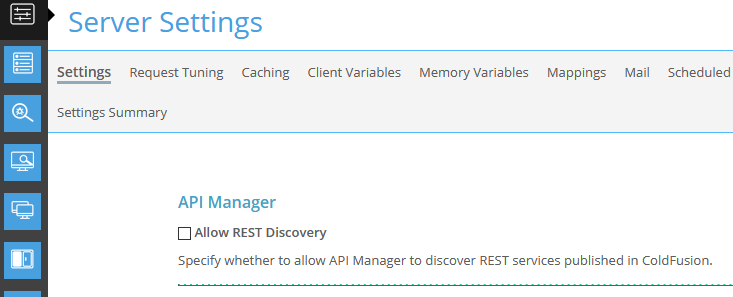 Server Settings
Settings Request Tuning Caching Client Variables Memory Variables Mappings Mail Scheduled
Settings Summary
API Manager
Allow REST Discovery
Specify whether to allow API Manager to discover REST services published in ColdFusion.